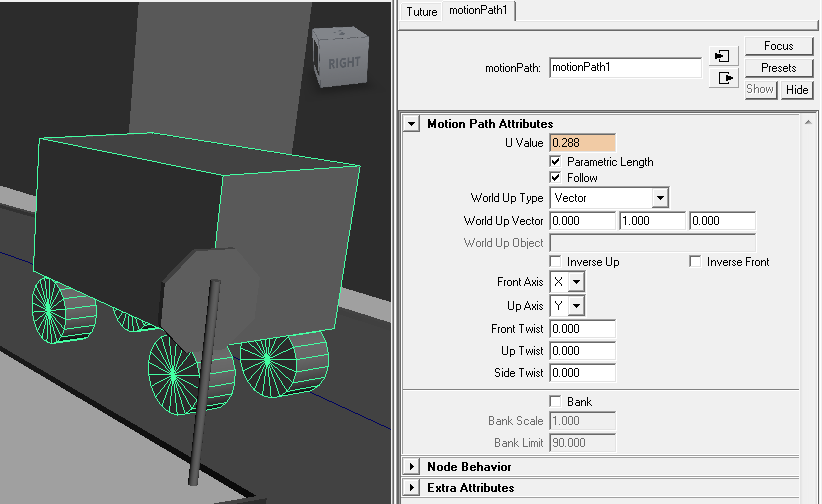 RIGHT
Tuture motionPath1
motionPath: motionPath1
Focus
Presets
Show Hide
Motion Path Attributes
U Value 0.288
Parametric Length
Follow
World Up Type Vector
World Up Vector 0.000 1.000 0.000
World Up Object
Inverse Up Inverse Front
Front Axis X
Up Axis Y
Front Twist 0.000
Up Twist 0.000
Side Twist 0.000
Bank
Bank Scale 1.000
Bank Limit 90.000
Node Behavior
Extra Attributes